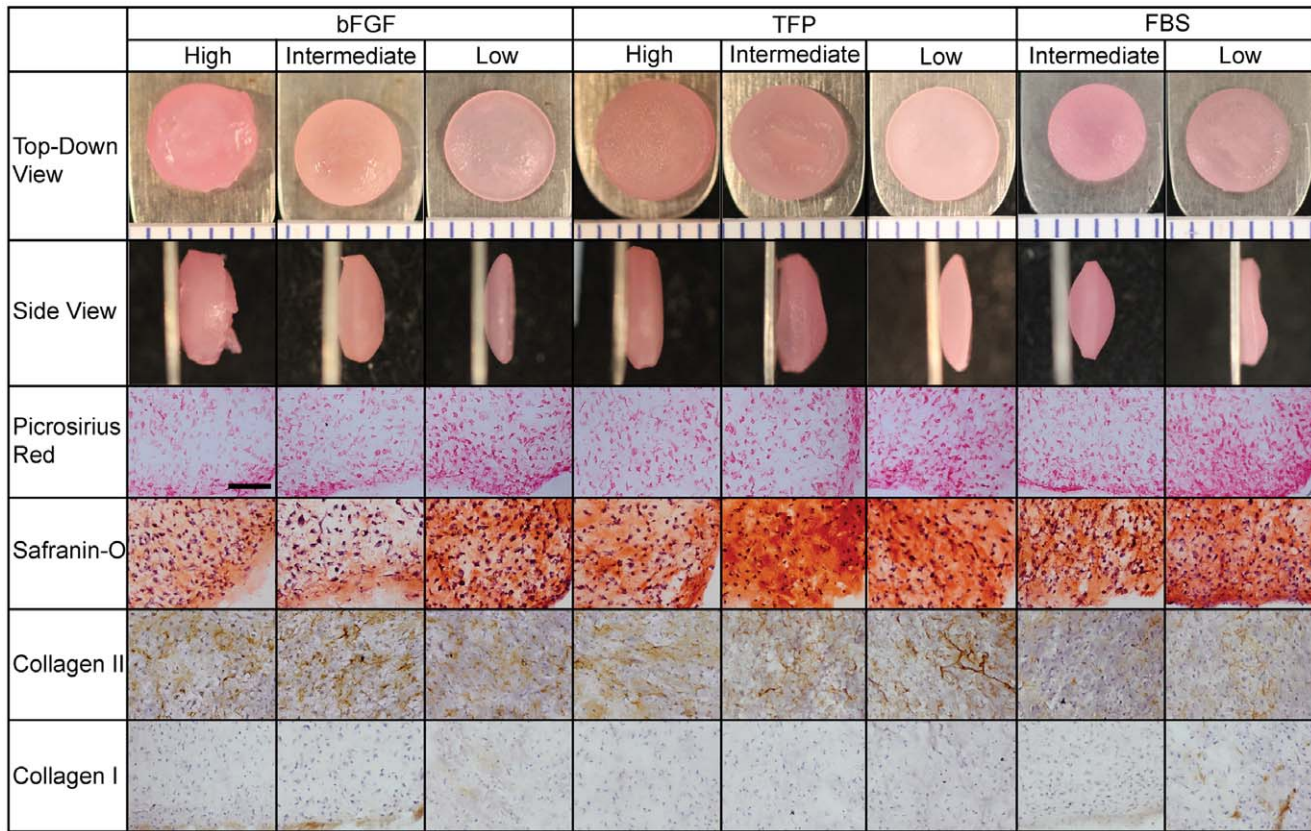 bFGF TFP FBS
High Intermediate Low High Intermediate Low Intermediate Low
Top-Down
View
Side View
Picrosirius
Red
Safranin-O
Collagen II
Collagen I